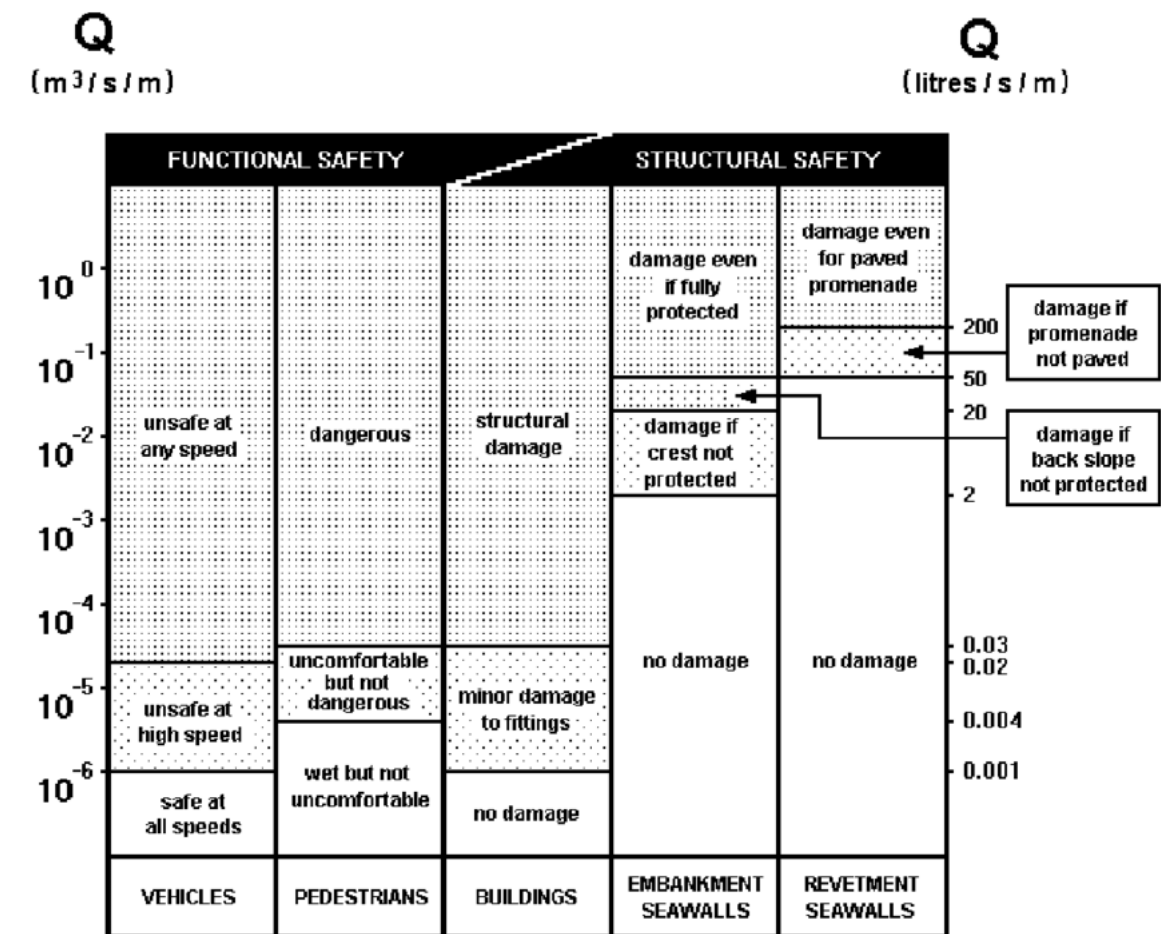 Q
(m³/s/m)
Q
(litres/s/m)
FUNCTIONAL SAFETY
STRUCTURAL SAFETY
10⁰
10⁻¹
10⁻²
10⁻³
10⁻⁴
10⁻⁵
10⁻⁶
unsafe at
any speed
unsafe at
high speed
safe at
all speeds
dangerous
uncomfortable
but not
dangerous
wet but not
uncomfortable
structural
damage
minor damage
to fittings
no damage
damage even
if fully
protected
damage if
crest not
protected
no damage
damage even
for paved
promenade
no damage
200
50
20
2
0.03
0.02
0.004
0.001
damage if
promenade
not paved
damage if
back slope
not protected
VEHICLES
PEDESTRIANS
BUILDINGS
EMBANKMENT
SEAWALLS
REVETMENT
SEAWALLS